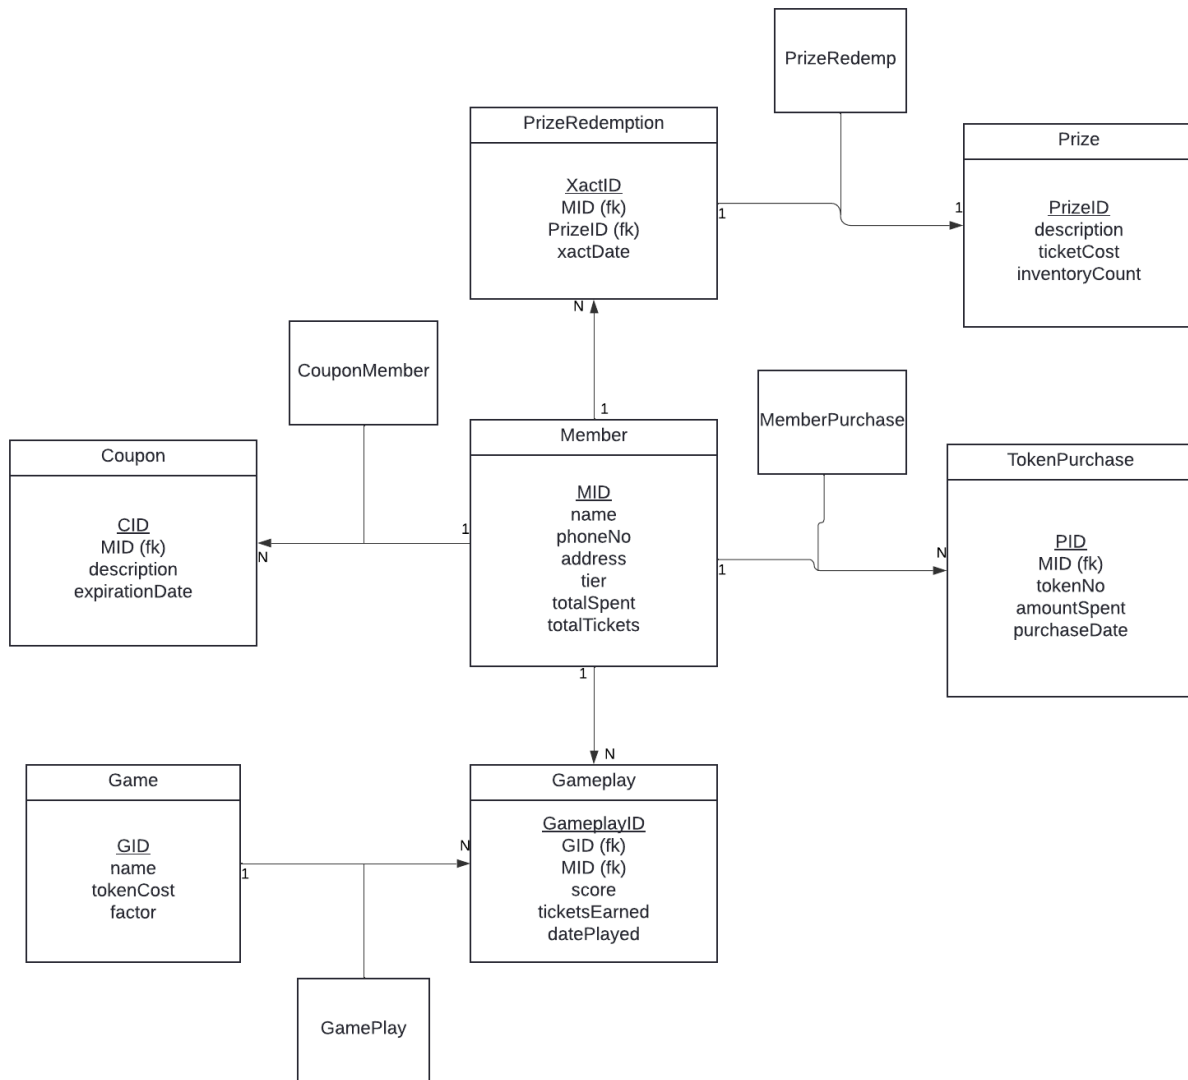 PrizeRedemp
PrizeRedemption
XactID
MID (fk)
PrizeID (fk)
xactDate
1
1
Prize
PrizeID
description
ticketCost
inventoryCount
N
1
CouponMember
MemberPurchase
Coupon
CID
MID (fk)
description
expirationDate
N
1
Member
MID
name
phoneNo
address
tier
totalSpent
totalTickets
1
N
TokenPurchase
PID
MID (fk)
tokenNo
amountSpent
purchaseDate
1
N
Game
GID
name
tokenCost
factor
1
N
Gameplay
GameplayID
GID (fk)
MID (fk)
score
ticketsEarned
datePlayed
GamePlay